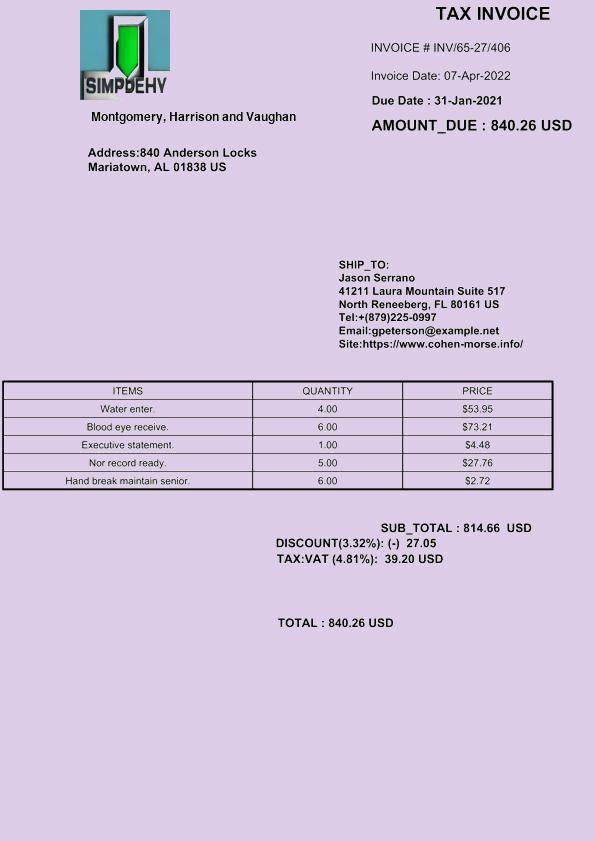 TAX INVOICE
INVOICE # INV/65-27/406
Invoice Date: 07-Apr-2022
Due Date : 31-Jan-2021
AMOUNT_DUE : 840.26 USD
SIMPDEHY
Montgomery, Harrison and Vaughan
Address:840 Anderson Locks
Mariatown, AL 01838 US
SHIP_TO:
Jason Serrano
41211 Laura Mountain Suite 517
North Reneeberg, FL 80161 US
Tel:+(879)225-0997
Email:gpeterson@example.net
Site:https://www.cohen-morse.info/
ITEMS QUANTITY PRICE
Water enter. 4.00 $53.95
Blood eye receive. 6.00 $73.21
Executive statement. 1.00 $4.48
Nor record ready. 5.00 $27.76
Hand break maintain senior. 6.00 $2.72
SUB_TOTAL : 814.66 USD
DISCOUNT(3.32%): (-) 27.05
TAX:VAT (4.81%): 39.20 USD
TOTAL : 840.26 USD